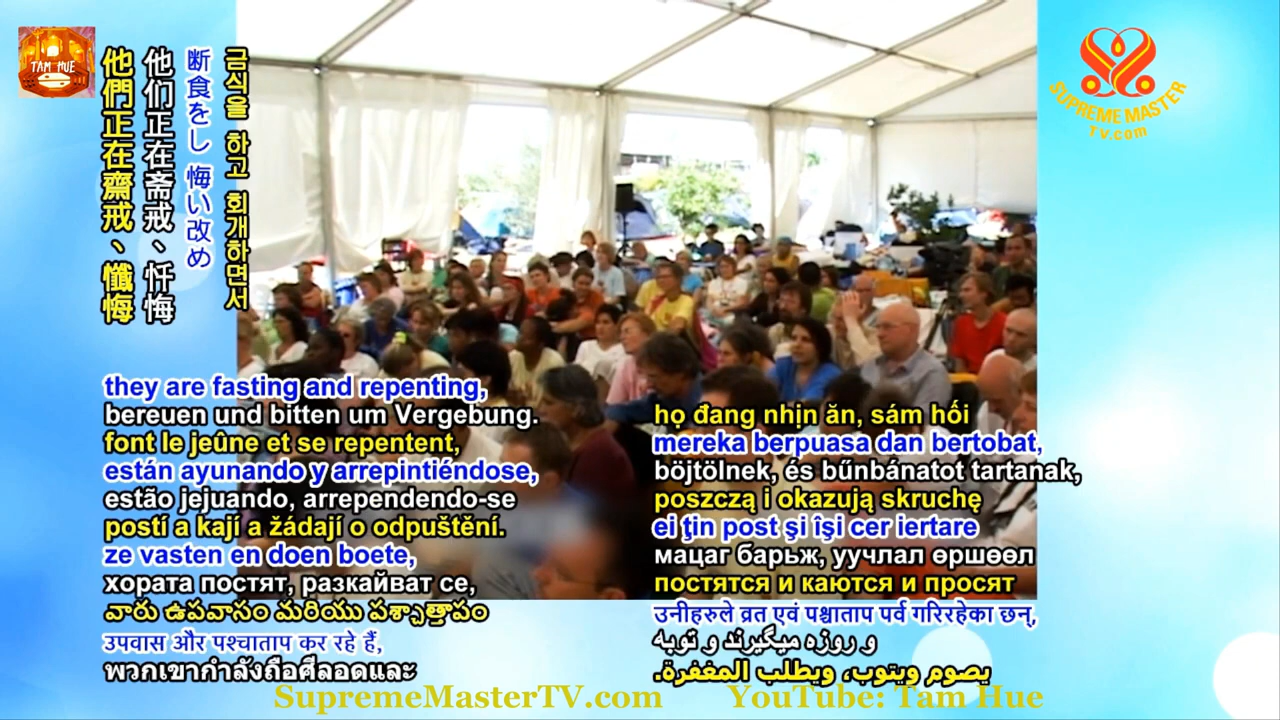 TAM HUE
他們正在齋戒、懺悔
他们正在斋戒、忏悔
断食をし 悔い改め
금식을 하고 회개하면서
SUPREME MASTER
TV.com
they are fasting and repenting,
bereuen und bitten um Vergebung.
font le jeûne et se repentent,
están ayunando y arrepintiéndose,
estão jejuando, arrependendo-se
postí a kají a žádají o odpuštění.
ze vasten en doen boete,
хората постят, разкайват се,
వారు ఉపవాసం మరియు పశ్చాత్తాపం
उपवास और पश्चाताप कर रहे हैं,
พวกเขากำลังถือศีลอดและ
họ đang nhịn ăn, sám hối
mereka berpuasa dan bertobat,
böjtölnek, és bűnbánatot tartanak,
poszczą i okazują skruchę
ei ţin post şi îşi cer iertare
мацаг барьж, уучлал өршөөл
постятся и каются и просят
उनीहरुले व्रत एवं पश्चाताप पर्व गरिरहेका छन्,
و روزه میگیرند و توبه
يصوم ويتوب، ويطلب المغفرة.
SupremeMasterTV.com YouTube: Tam Hue